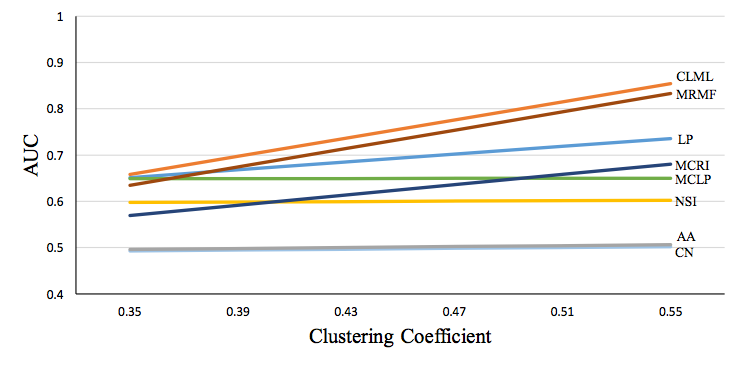 1
0.9
0.8
0.7
0.6
0.5
0.4
AUC
CLML
MRMF
LP
MCRI
MCLP
NSI
AA
CN
0.35 0.39 0.43 0.47 0.51 0.55
Clustering Coefficient